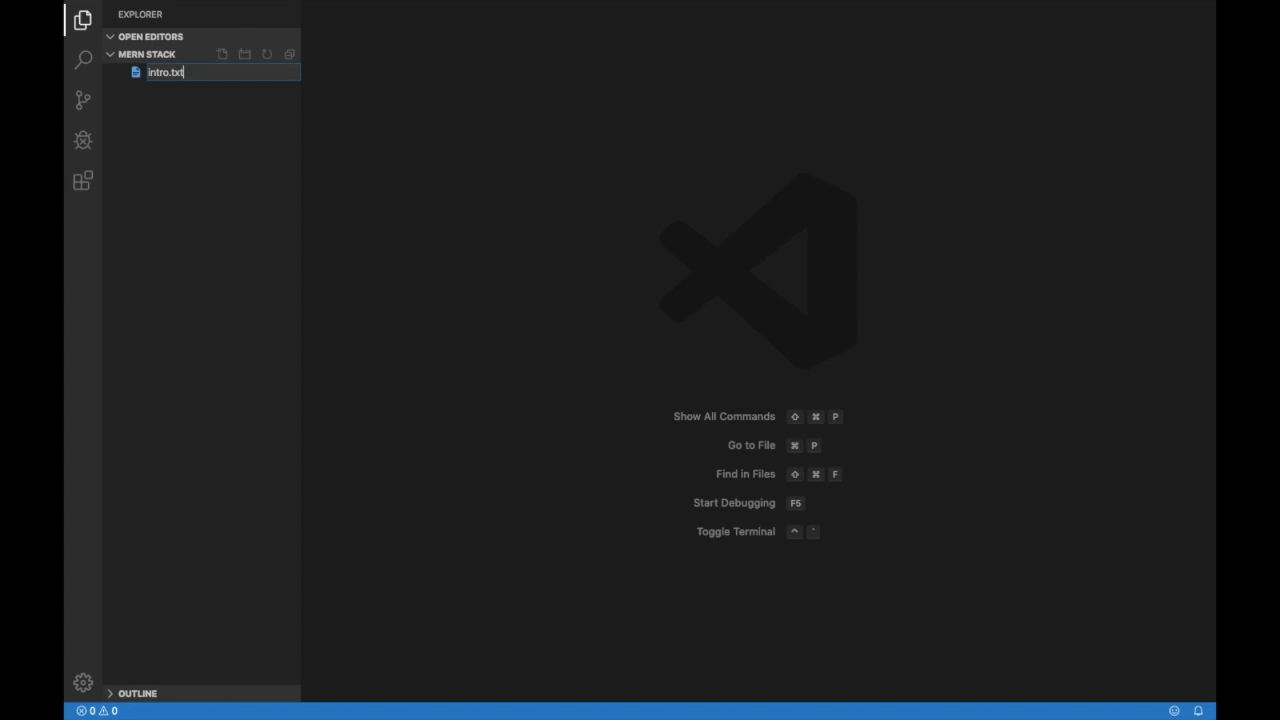 EXPLORER
OPEN EDITORS
MERN STACK
intro.txt
Show All Commands ⇧ ⌘ P
Go to File ⌘ P
Find in Files ⇧ ⌘ F
Start Debugging F5
Toggle Terminal ^ `
OUTLINE
0 0